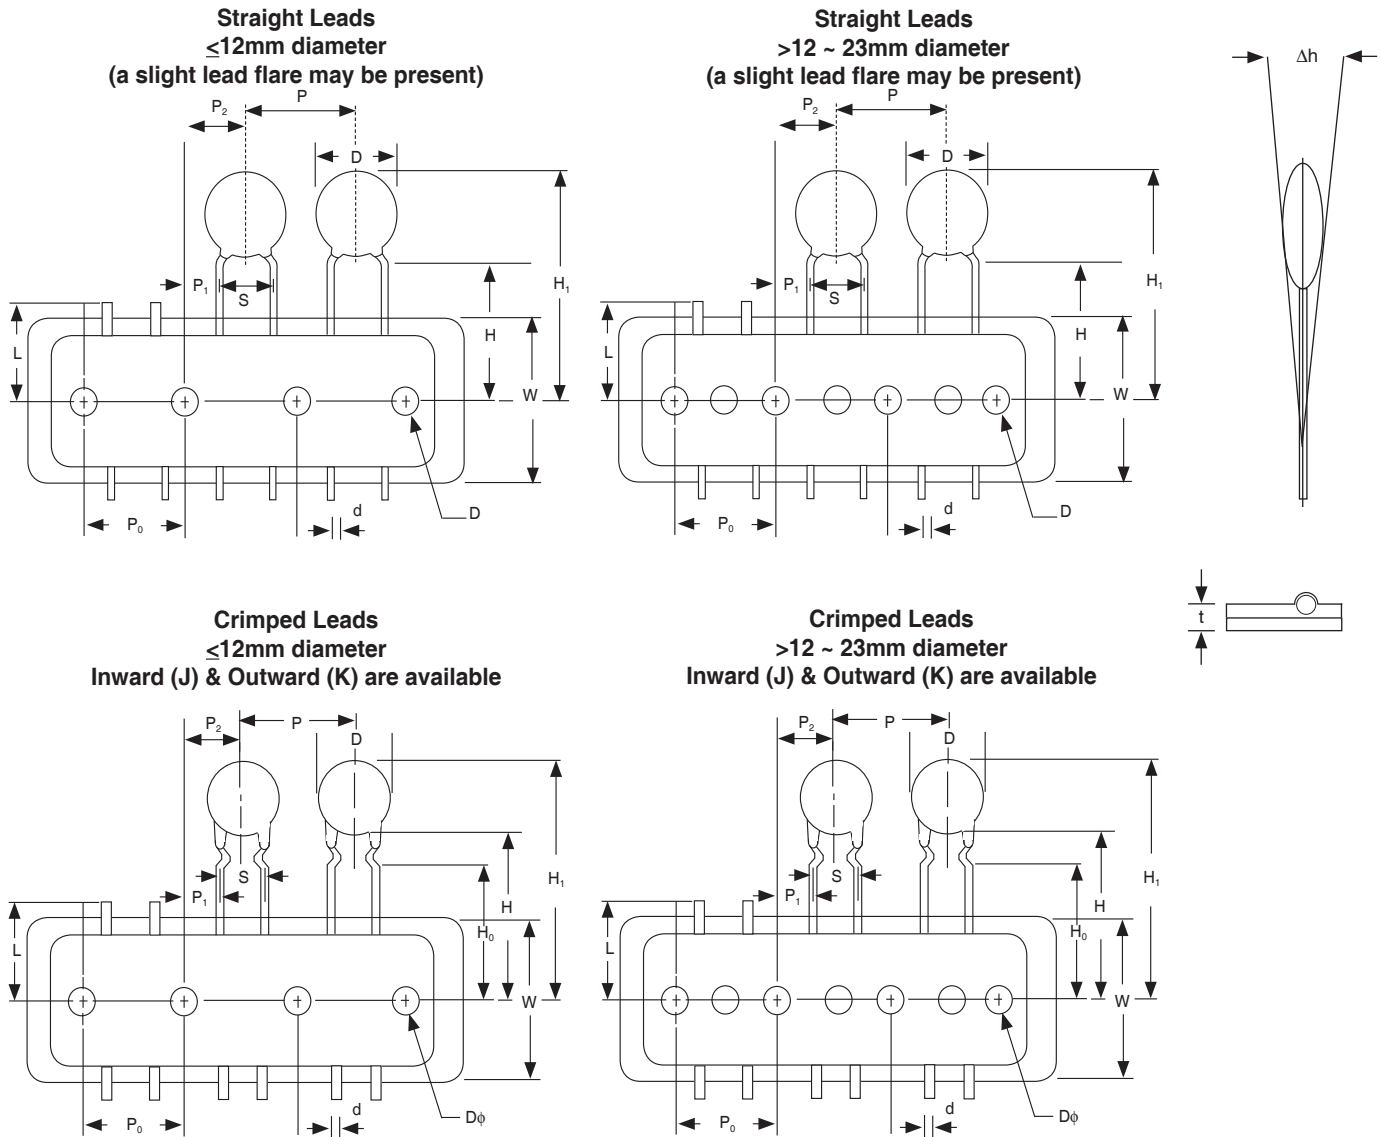 Straight Leads
≤12mm diameter
(a slight lead flare may be present)
P₂
P
D
H₁
P₁
S
H
L
W
P₀
d
D
Straight Leads
>12 ~ 23mm diameter
(a slight lead flare may be present)
P₂
P
D
H₁
P₁
S
H
L
W
P₀
d
D
Δh
t
Crimped Leads
≤12mm diameter
Inward (J) & Outward (K) are available
P₂
P
D
H₁
S
P₁
H
H₀
L
W
P₀
d
Dϕ
Crimped Leads
>12 ~ 23mm diameter
Inward (J) & Outward (K) are available
P₂
P
D
H₁
S
P₁
H
H₀
L
W
P₀
d
Dϕ